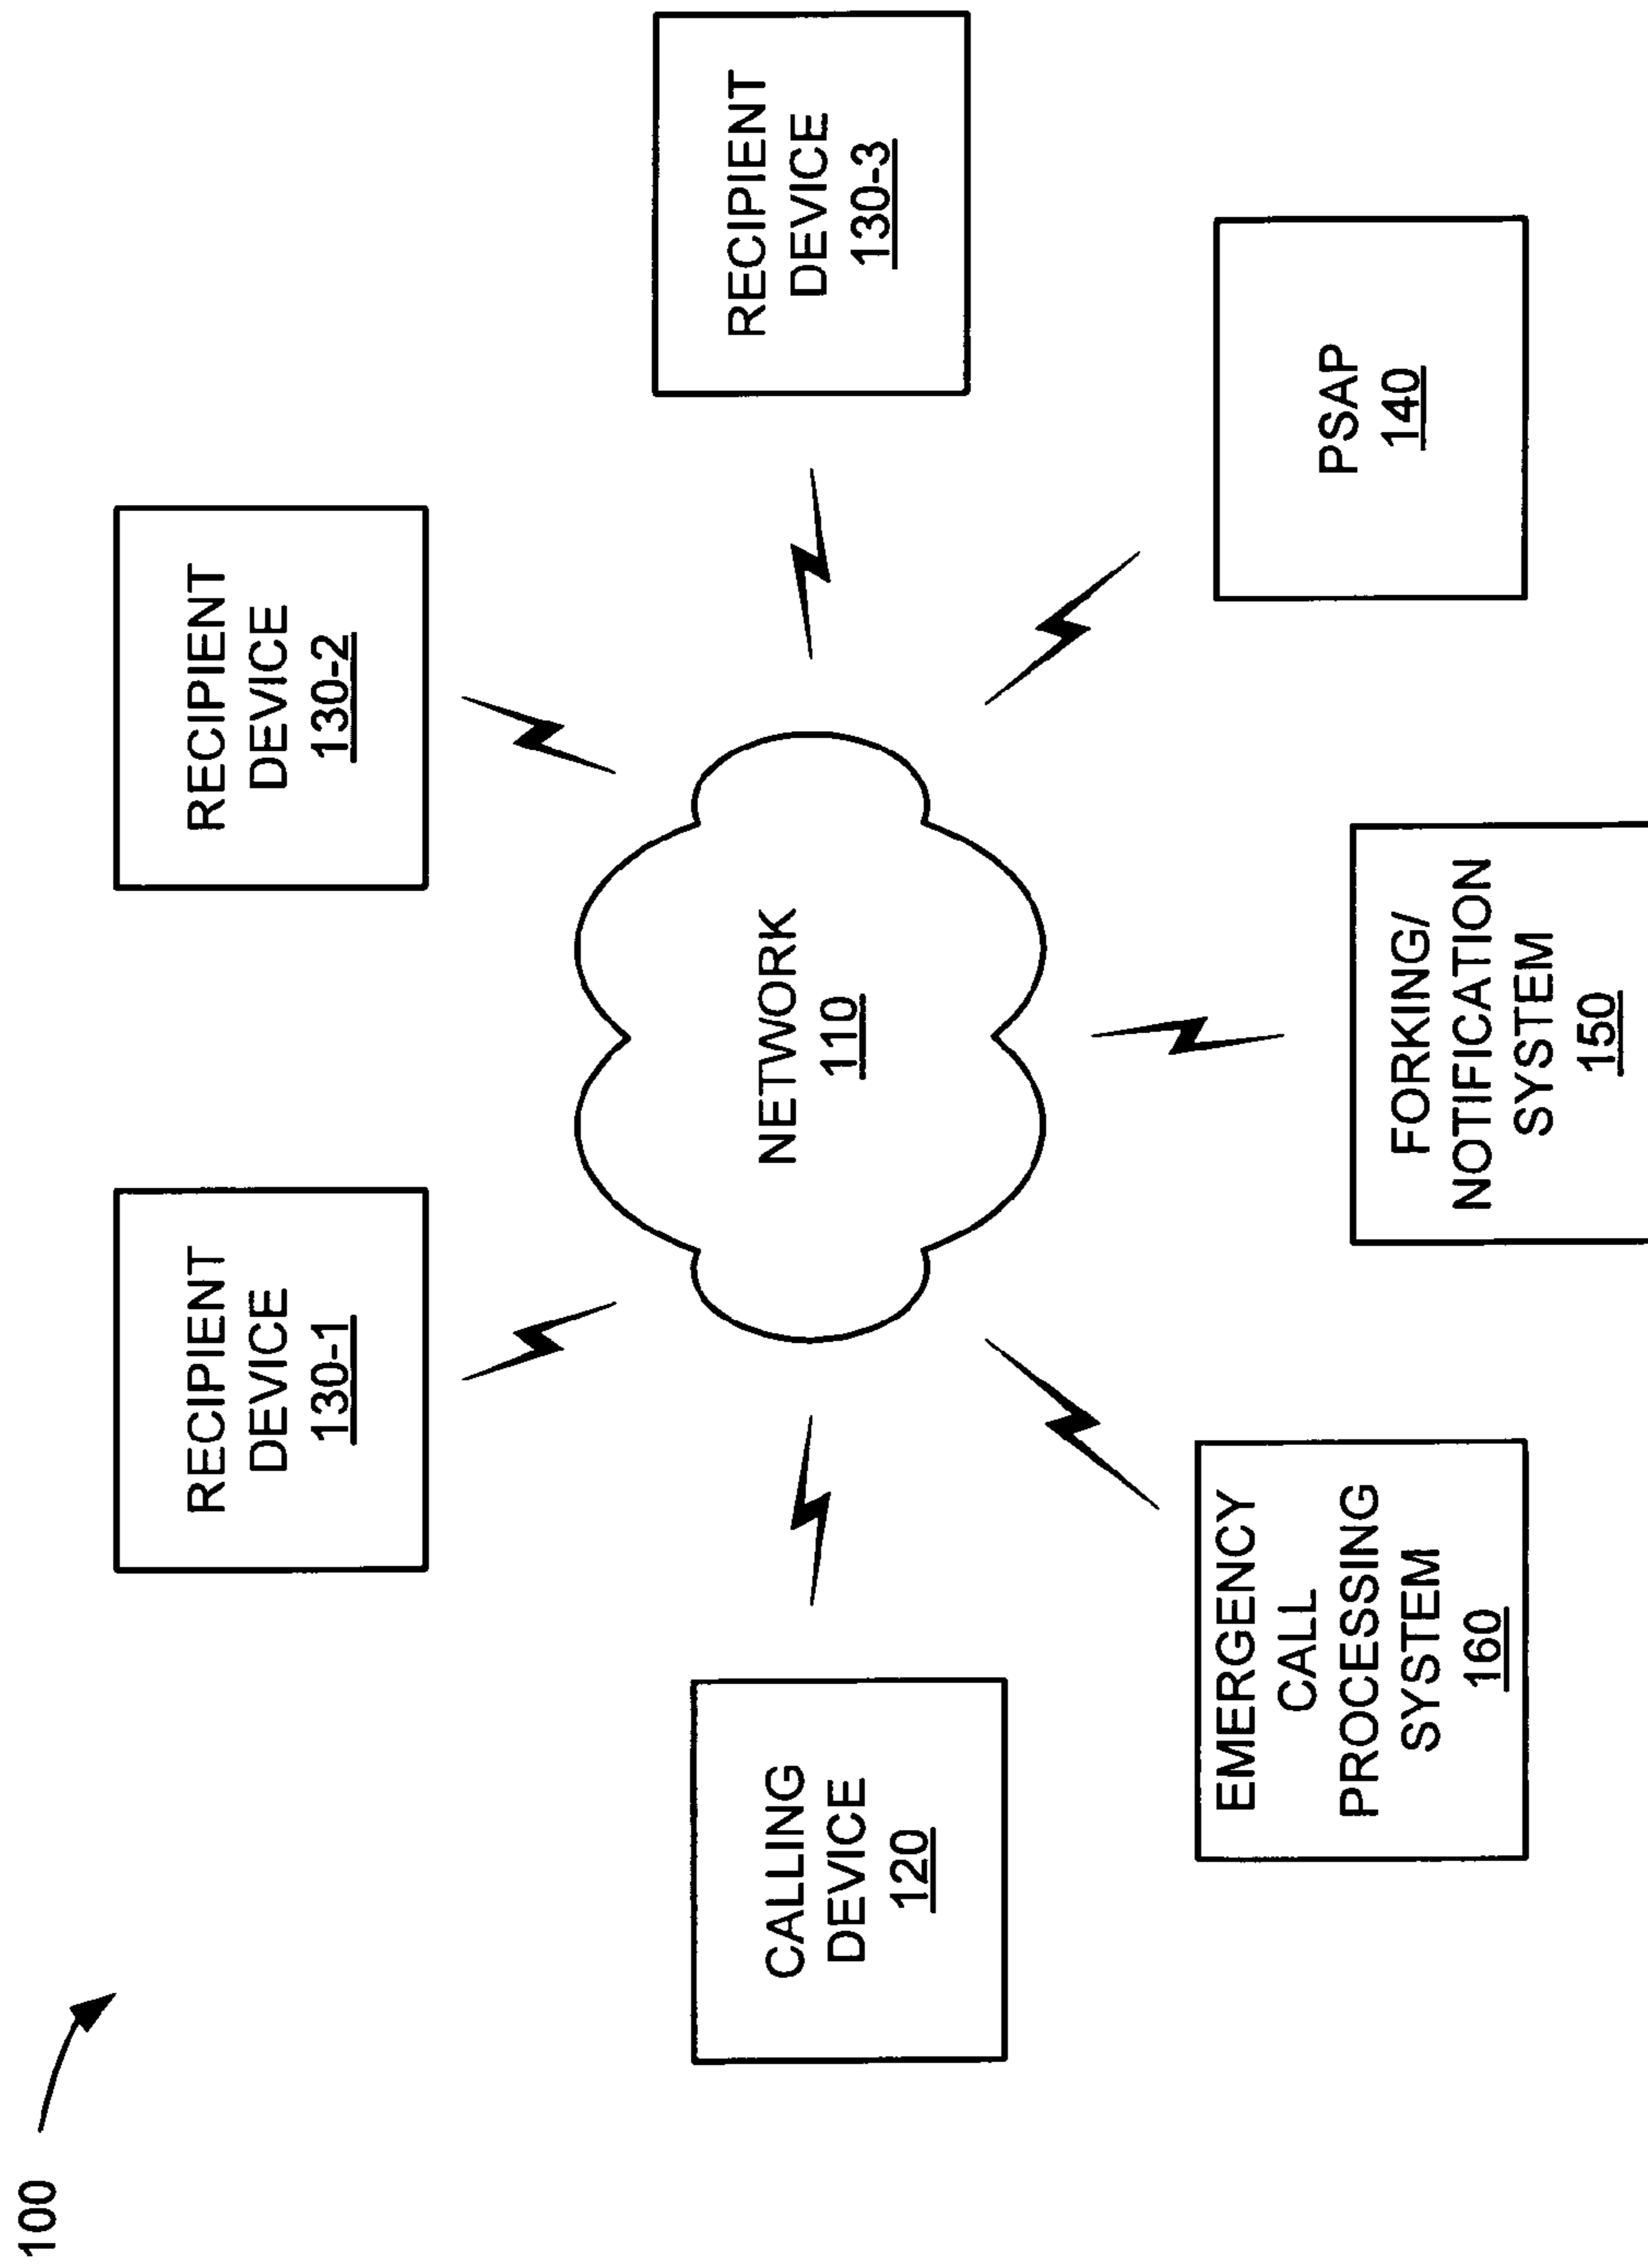 100
RECIPIENT
DEVICE
130-1
RECIPIENT
DEVICE
130-2
CALLING
DEVICE
120
NETWORK
110
RECIPIENT
DEVICE
130-3
EMERGENCY
CALL
PROCESSING
SYSTEM
160
FORKING/
NOTIFICATION
SYSTEM
150
PSAP
140